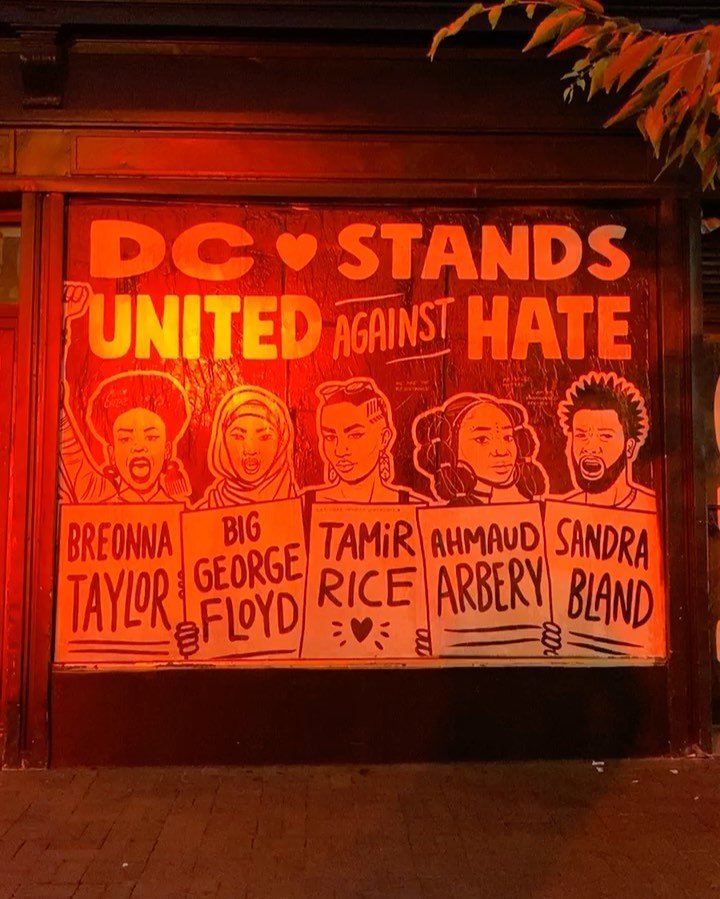 DC ♥ STANDS
UNITED AGAINST HATE
BREONNA
TAYLOR
BIG
GEORGE
FLOYD
TAMIR
RICE
AHMAUD
ARBERY
SANDRA
BLAND